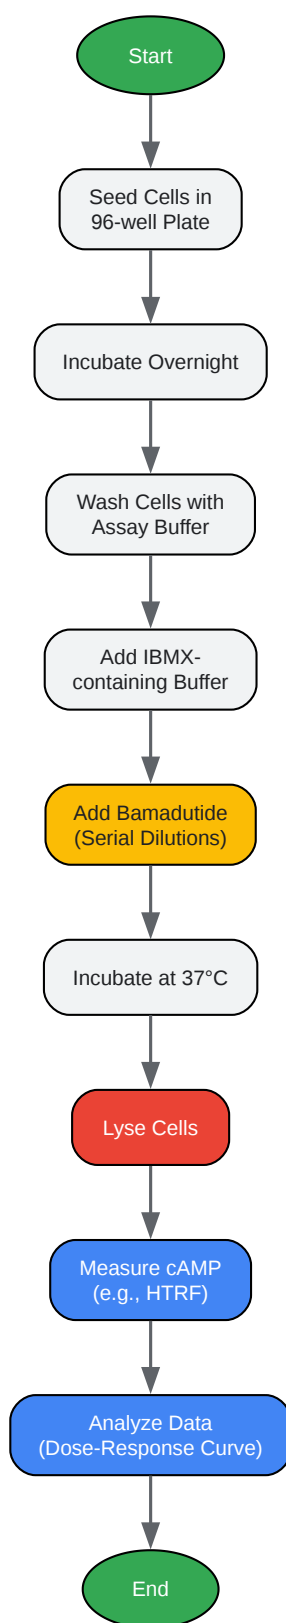 Start
Seed Cells in
96-well Plate
Incubate Overnight
Wash Cells with
Assay Buffer
Add IBMX-
containing Buffer
Add Bamadutide
(Serial Dilutions)
Incubate at 37°C
Lyse Cells
Measure cAMP
(e.g., HTRF)
Analyze Data
(Dose-Response Curve)
End